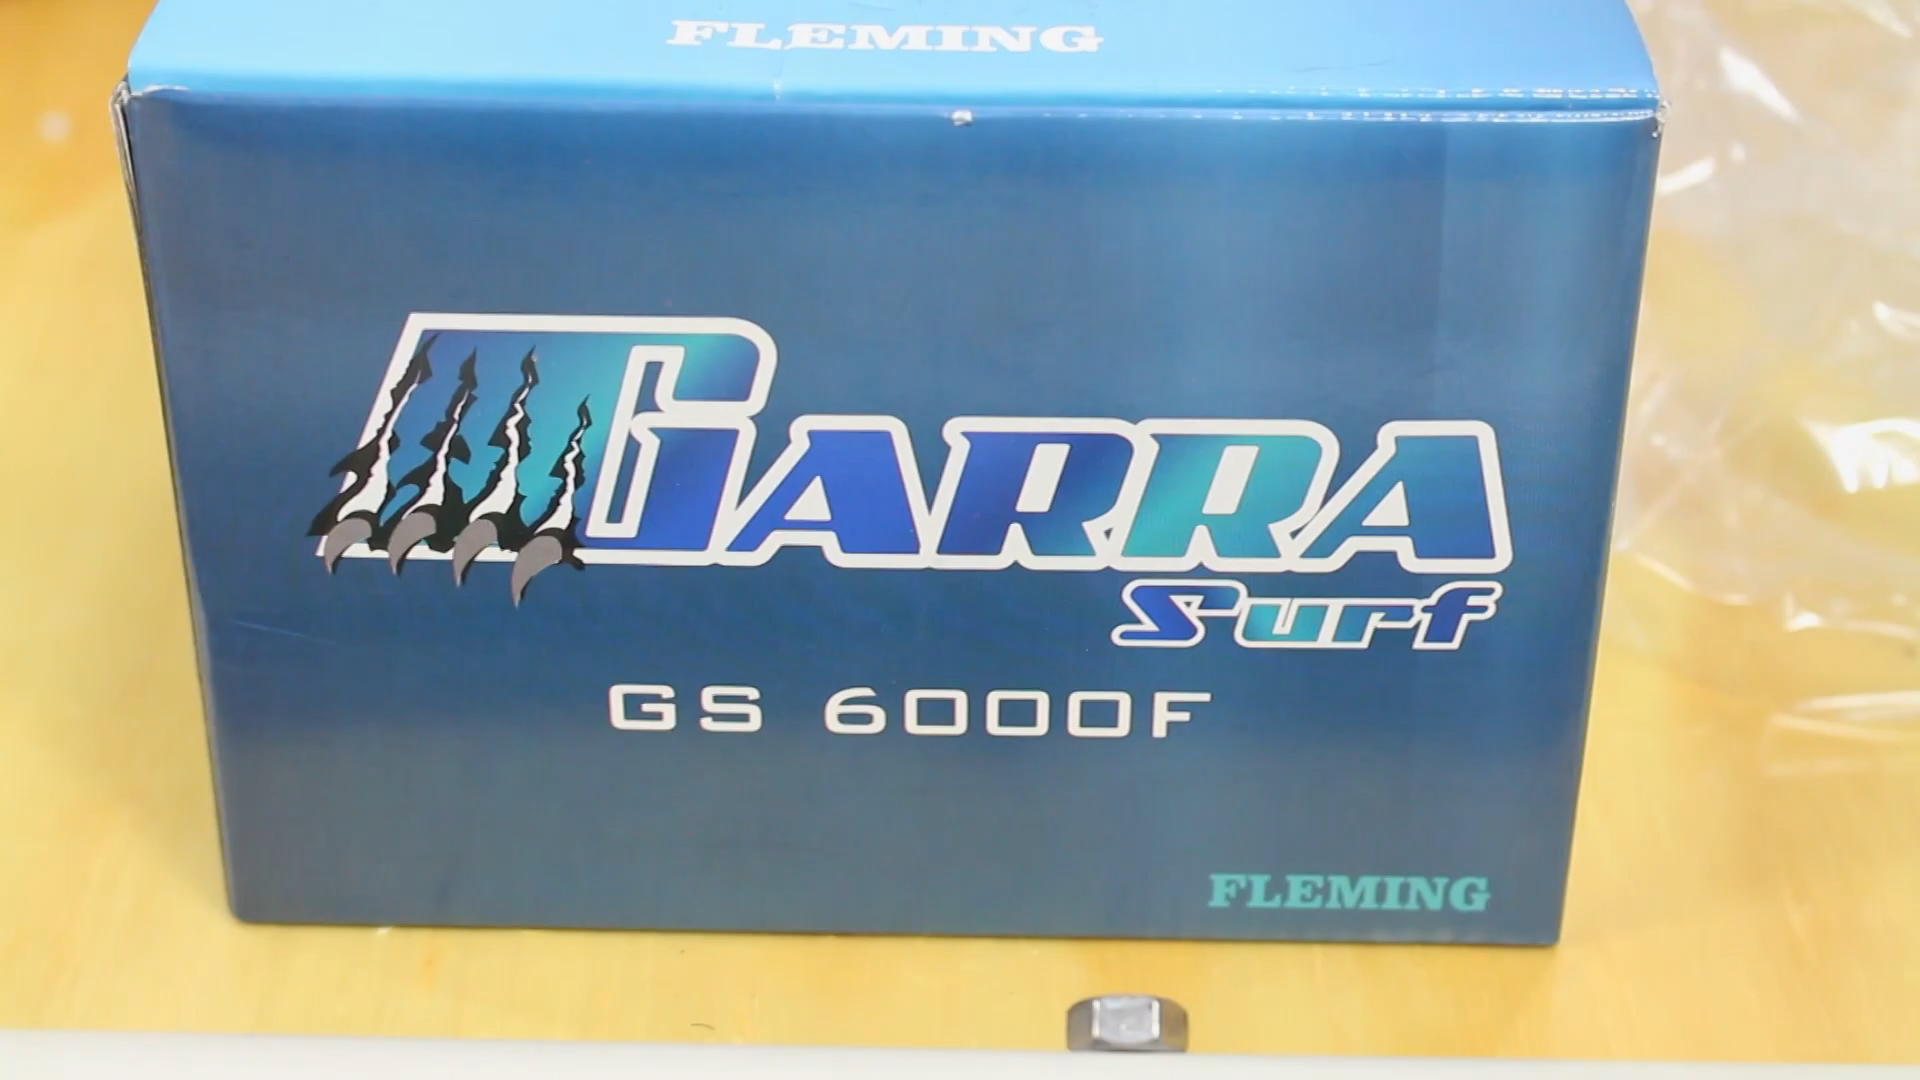 FLEMING
GARRA
Surf
GS 6000F
FLEMING